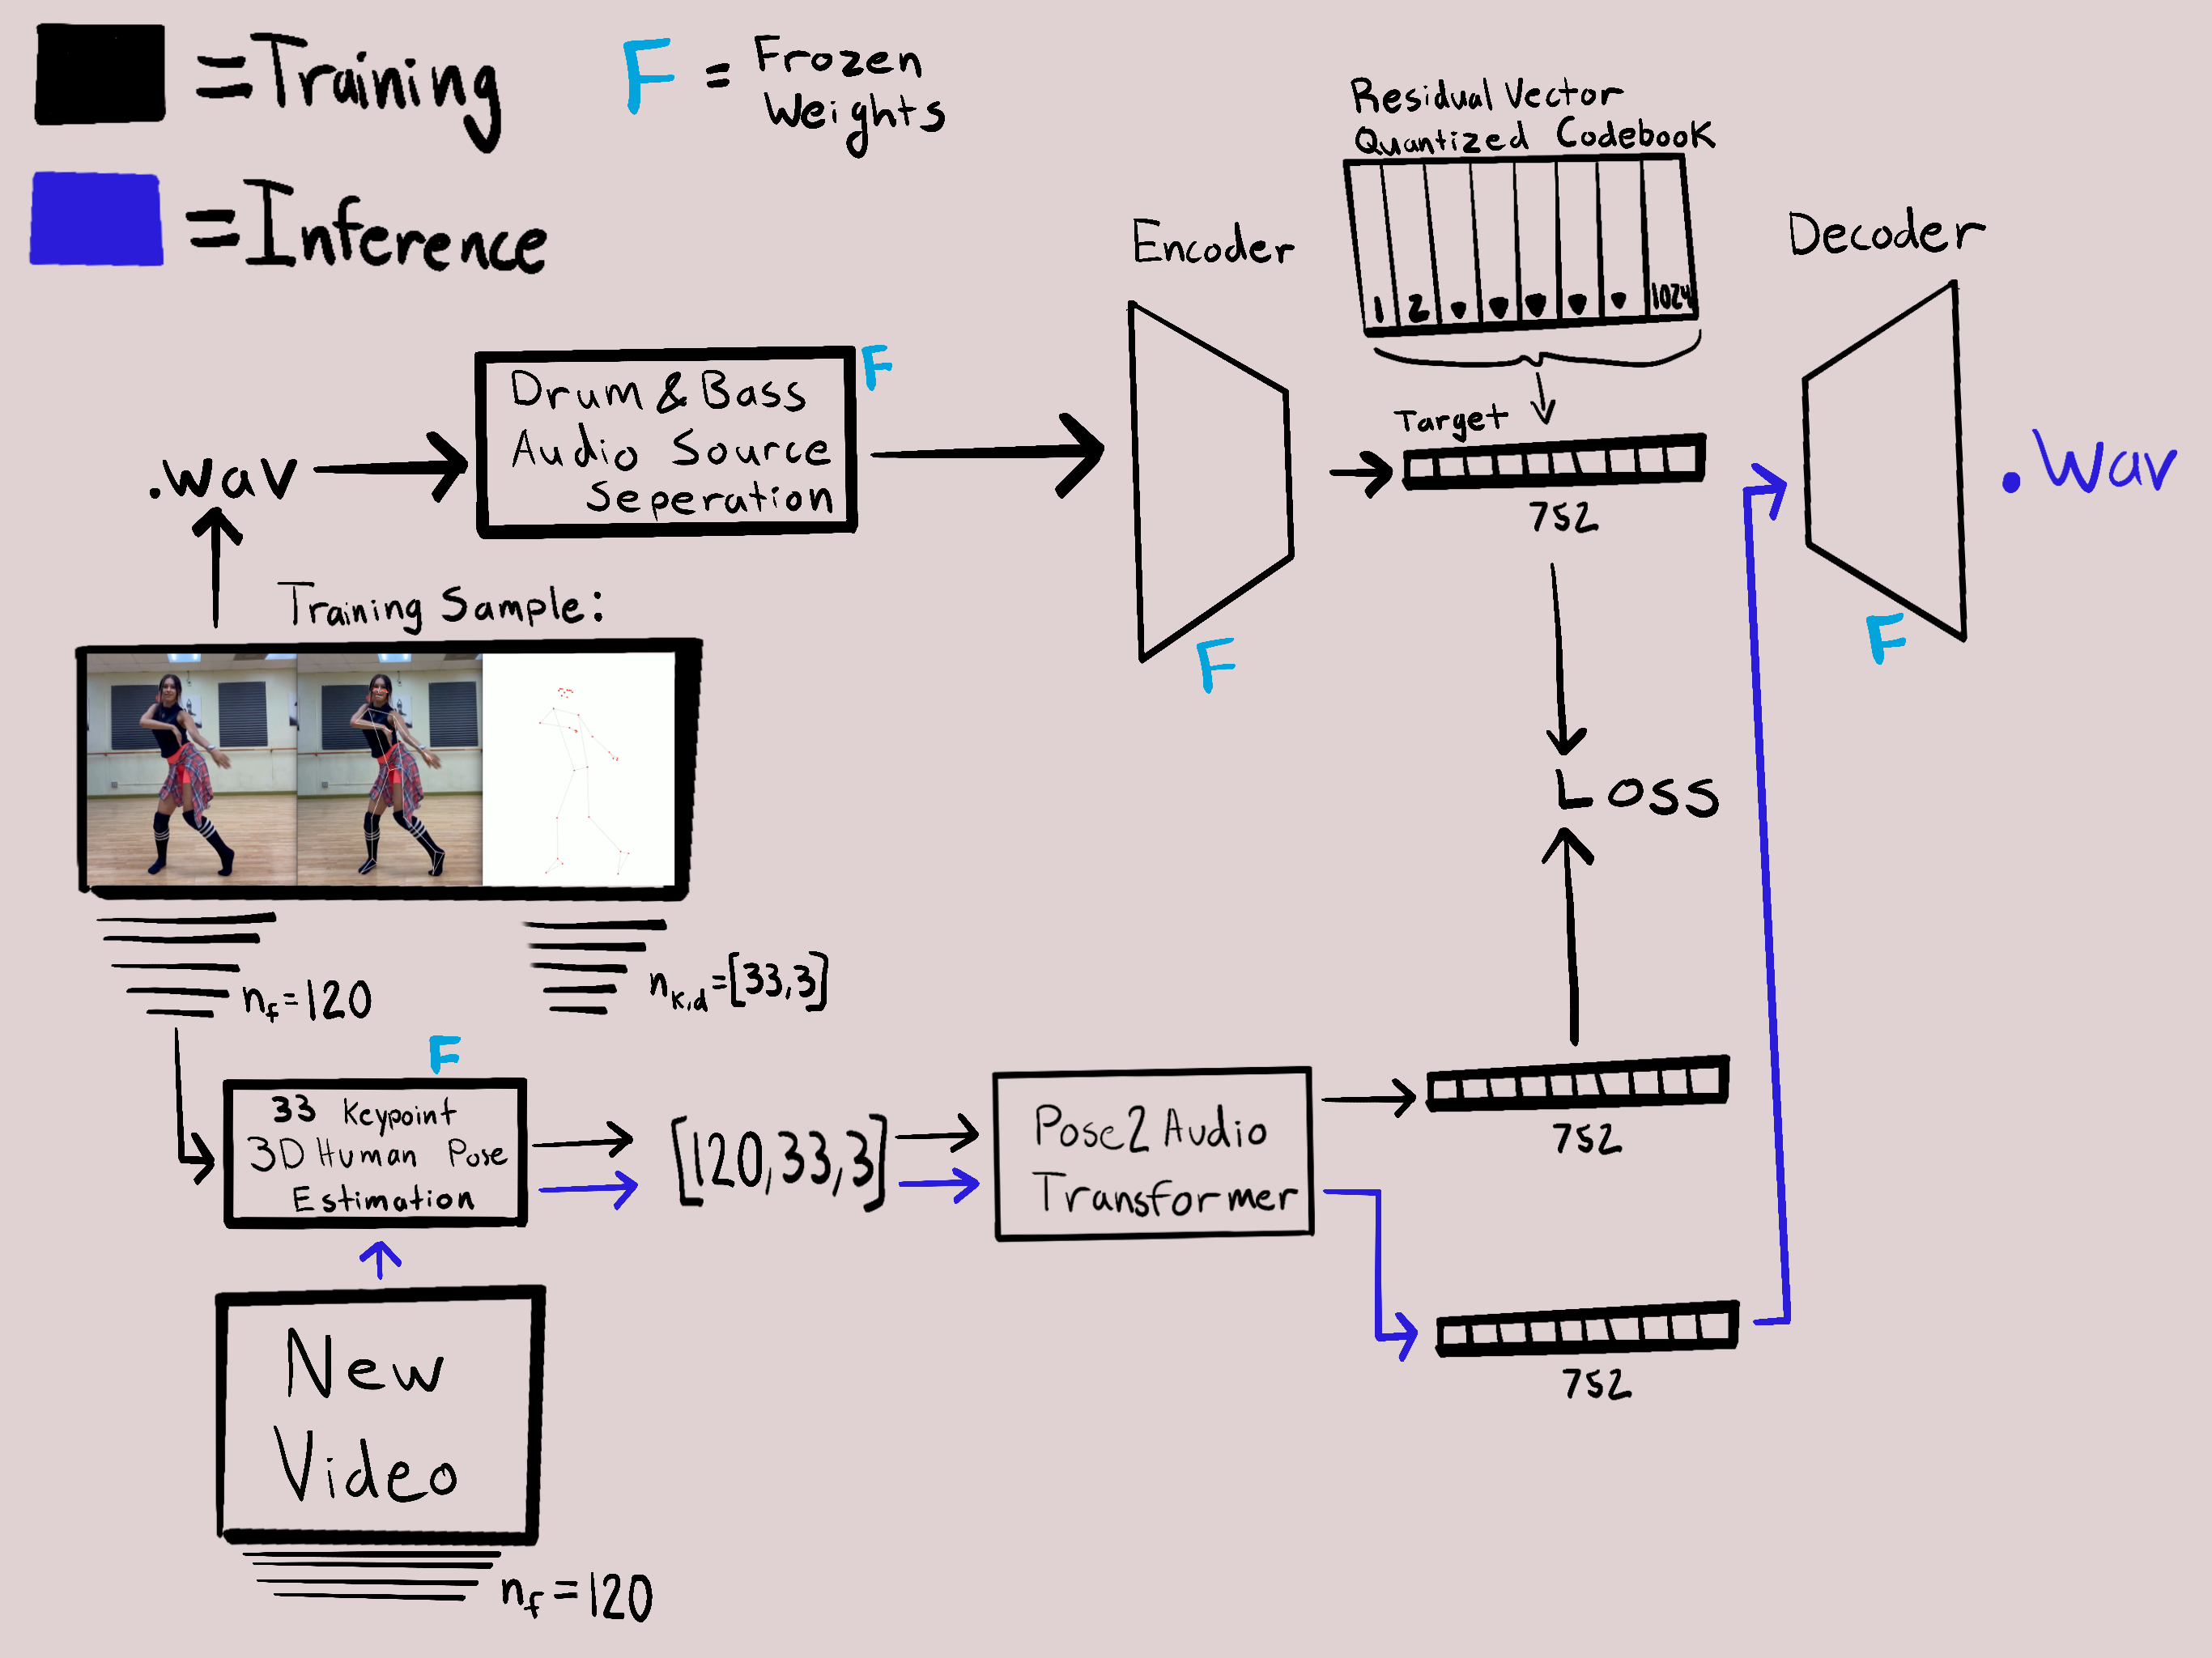 =Training
F = Frozen
Weights
=Inference
Residual Vector
Quantized Codebook
1 2 1024
Encoder
Decoder
Drum & Bass
Audio Source
Seperation
F
Target
.wav
752
.Wav
F
F
Training Sample:
Loss
n_f=120
n_k,d=[33,3]
F
33 Keypoint
3D Human Pose
Estimation
[120,33,3]
Pose2Audio
Transformer
752
752
New
Video
n_f=120